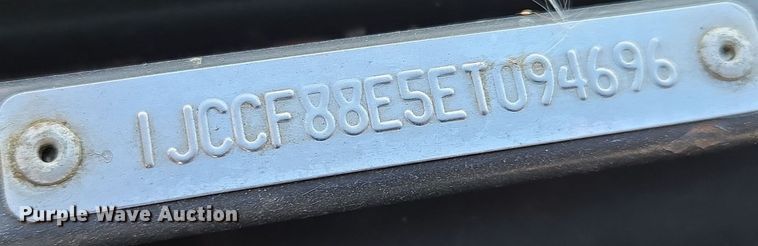 1JCCF88E5ET094696
Purple Wave Auction